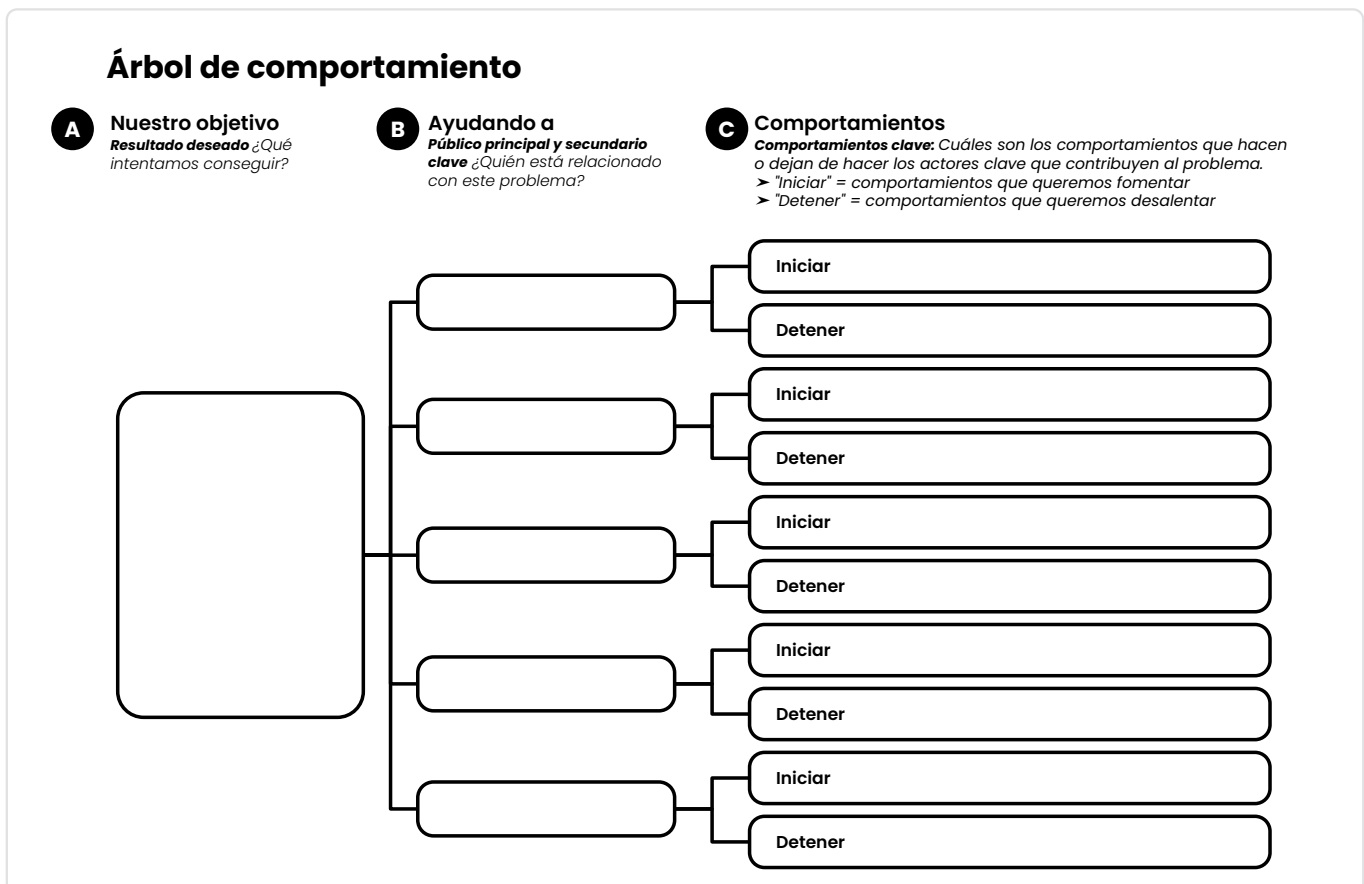 Árbol de comportamiento
A
Nuestro objetivo
Resultado deseado ¿Qué
intentamos conseguir?
B
Ayudando a
Público principal y secundario
clave ¿Quién está relacionado
con este problema?
C
Comportamientos
Comportamientos clave: Cuáles son los comportamientos que hacen
o dejan de hacer los actores clave que contribuyen al problema.
➤ "Iniciar" = comportamientos que queremos fomentar
➤ "Detener" = comportamientos que queremos desalentar
Iniciar
Detener
Iniciar
Detener
Iniciar
Detener
Iniciar
Detener
Iniciar
Detener